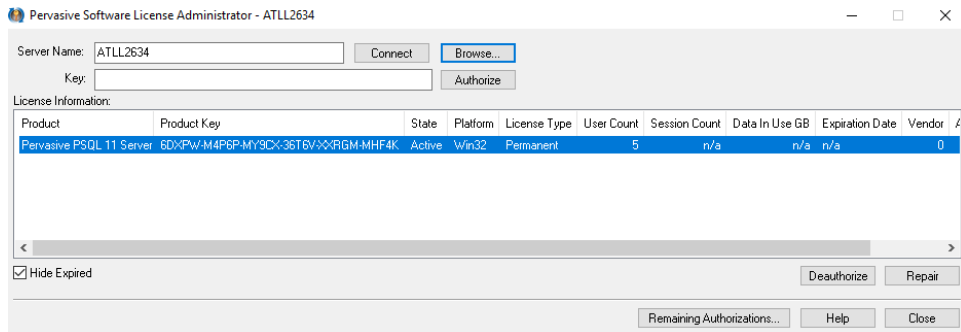 Pervasive Software License Administrator - ATLL2634
Server Name: ATLL2634 Connect Browse...
Key: Authorize
License Information:
Product Product Key State Platform License Type User Count Session Count Data In Use GB Expiration Date Vendor A
Pervasive PSQL 11 Server 6DXPW-M4P6P-MY9CX-36T6V-XXRGM-MHF4K Active Win32 Permanent 5 n/a n/a n/a 0
Hide Expired Deauthorize Repair
Remaining Authorizations... Help Close